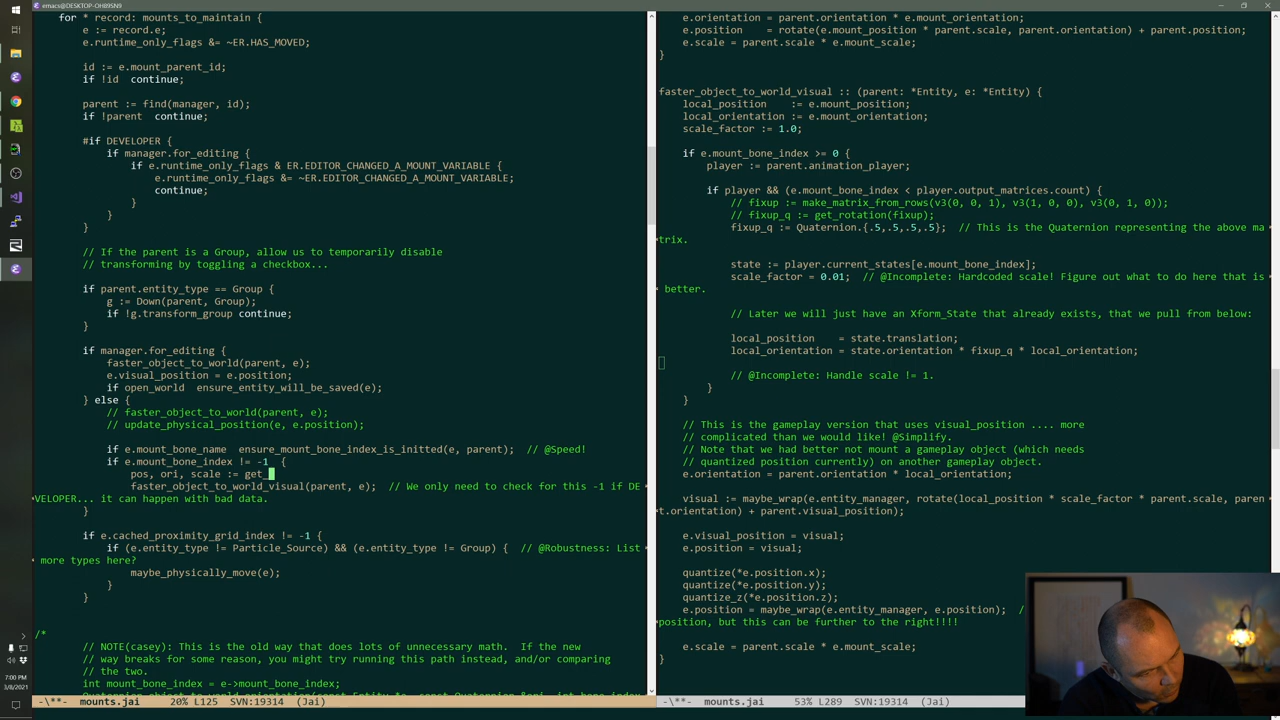 emacs@DESKTOP-OH89SN9
for * record: mounts_to_maintain {
e := record.e;
e.runtime_only_flags &= ~ER.HAS_MOVED;
id := e.mount_parent_id;
if !id  continue;
parent := find(manager, id);
if !parent  continue;
#if DEVELOPER {
if manager.for_editing {
if e.runtime_only_flags & ER.EDITOR_CHANGED_A_MOUNT_VARIABLE {
e.runtime_only_flags &= ~ER.EDITOR_CHANGED_A_MOUNT_VARIABLE;
continue;
}
}
}
// If the parent is a Group, allow us to temporarily disable
// transforming by toggling a checkbox...
if parent.entity_type == Group {
g := Down(parent, Group);
if !g.transform_group continue;
}
if manager.for_editing {
faster_object_to_world(parent, e);
e.visual_position = e.position;
if open_world  ensure_entity_will_be_saved(e);
} else {
// faster_object_to_world(parent, e);
// update_physical_position(e, e.position);
if e.mount_bone_name  ensure_mount_bone_index_is_initted(e, parent);  // @Speed!
if e.mount_bone_index != -1  {
pos, ori, scale := get_
faster_object_to_world_visual(parent, e);  // We only need to check for this -1 if DE
VELOPER... it can happen with bad data.
}
if e.cached_proximity_grid_index != -1 {
if (e.entity_type != Particle_Source) && (e.entity_type != Group) {  // @Robustness: List
more types here?
maybe_physically_move(e);
}
}
/*
// NOTE(casey): This is the old way that does lots of unnecessary math.  If the new
// way breaks for some reason, you might try running this path instead, and/or comparing
// the two.
int mount_bone_index = e->mount_bone_index;
-\**-  mounts.jai     20% L125   SVN:19314  (Jai)
e.orientation = parent.orientation * e.mount_orientation;
e.position    = rotate(e.mount_position * parent.scale, parent.orientation) + parent.position;
e.scale = parent.scale * e.mount_scale;
}
faster_object_to_world_visual :: (parent: *Entity, e: *Entity) {
local_position    := e.mount_position;
local_orientation := e.mount_orientation;
scale_factor := 1.0;
if e.mount_bone_index >= 0 {
player := parent.animation_player;
if player && (e.mount_bone_index < player.output_matrices.count) {
// fixup := make_matrix_from_rows(v3(0, 0, 1), v3(1, 0, 0), v3(0, 1, 0));
// fixup_q := get_rotation(fixup);
fixup_q := Quaternion.{.5,.5,.5,.5};  // This is the Quaternion representing the above ma
trix.
state := player.current_states[e.mount_bone_index];
scale_factor = 0.01;  // @Incomplete: Hardcoded scale! Figure out what to do here that is
better.
// Later we will just have an Xform_State that already exists, that we pull from below:
local_position    = state.translation;
local_orientation = state.orientation * fixup_q * local_orientation;
// @Incomplete: Handle scale != 1.
}
}
// This is the gameplay version that uses visual_position .... more
// complicated than we would like! @Simplify.
// Note that we had better not mount a gameplay object (which needs
// quantized position currently) on another gameplay object.
e.orientation = parent.orientation * local_orientation;
visual := maybe_wrap(e.entity_manager, rotate(local_position * scale_factor * parent.scale, paren
t.orientation) + parent.visual_position);
e.visual_position = visual;
e.position = visual;
quantize(*e.position.x);
quantize(*e.position.y);
quantize_z(*e.position.z);
e.position = maybe_wrap(e.entity_manager, e.position);  //
position, but this can be further to the right!!!!
e.scale = parent.scale * e.mount_scale;
}
-\**-  mounts.jai     53% L289   SVN:19314  (Jai)
7:00 PM
3/8/2021